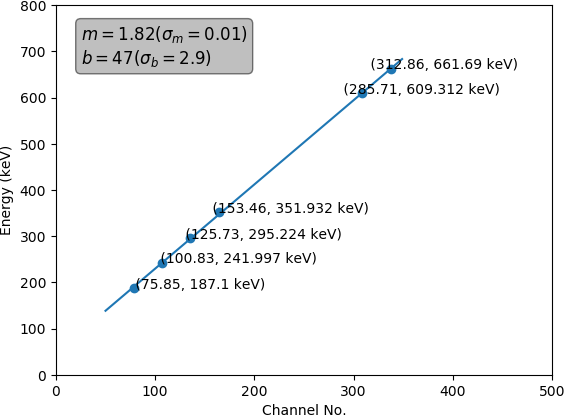 800
700
600
500
400
300
200
100
0
Energy (keV)
m = 1.82(σₘ = 0.01)
b = 47(σ_b = 2.9)
(312.86, 661.69 keV)
(285.71, 609.312 keV)
(153.46, 351.932 keV)
(125.73, 295.224 keV)
(100.83, 241.997 keV)
(75.85, 187.1 keV)
0 100 200 300 400 500
Channel No.